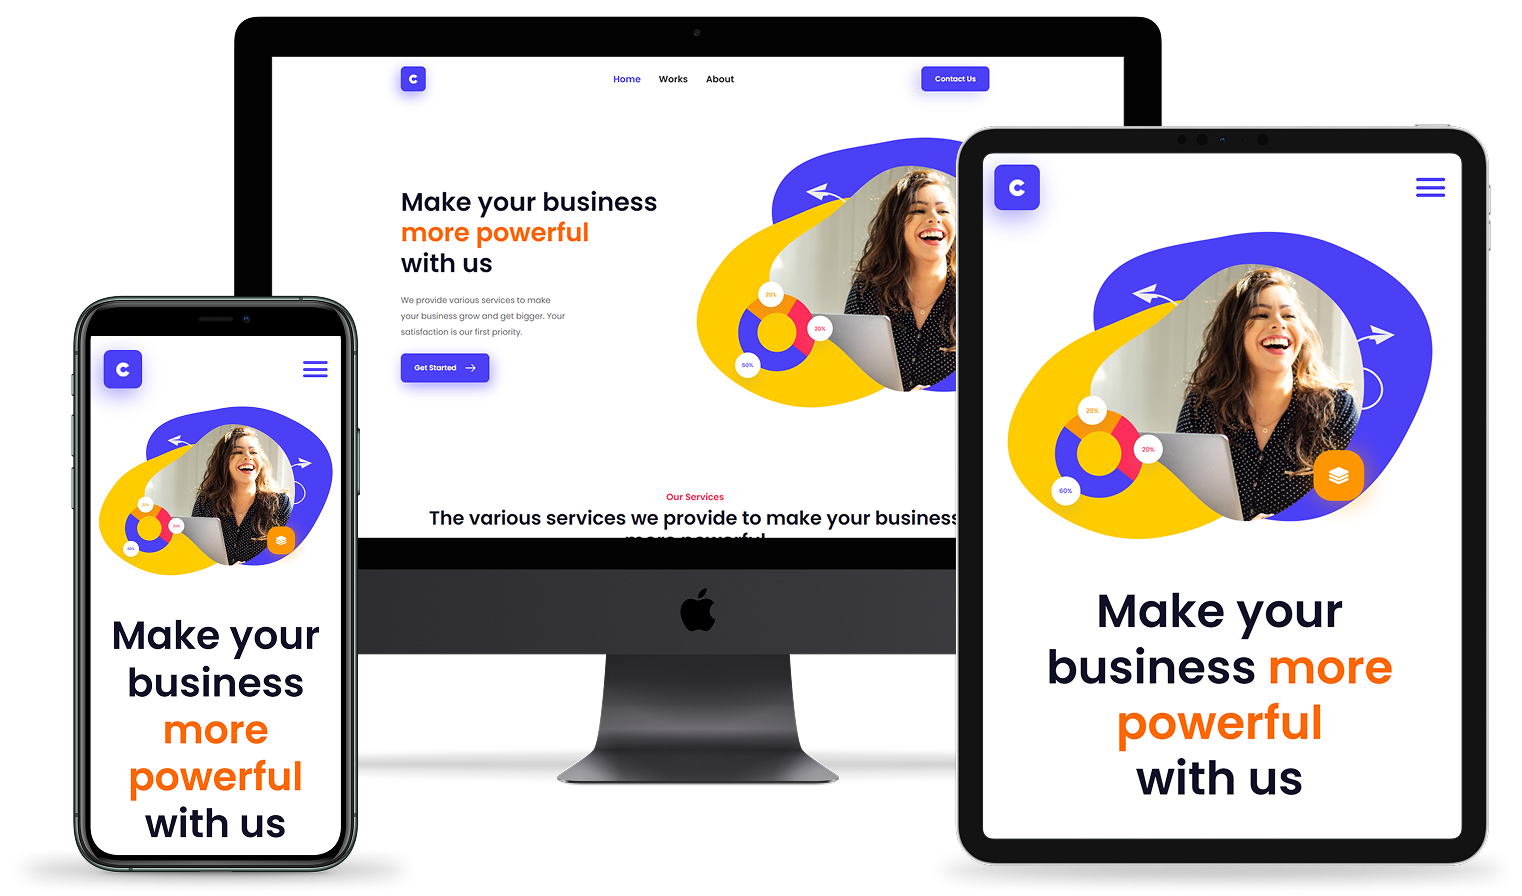 C
Home Works About
Contact Us
Make your business
more powerful
with us
We provide various services to make
your business grow and get bigger. Your
satisfaction is our first priority.
Get Started
20%
20%
60%
Our Services
The various services we provide to make your business
more powerful
C
20%
20%
60%
Make your
business
more
powerful
with us
C
20%
20%
60%
Make your
business more
powerful
with us